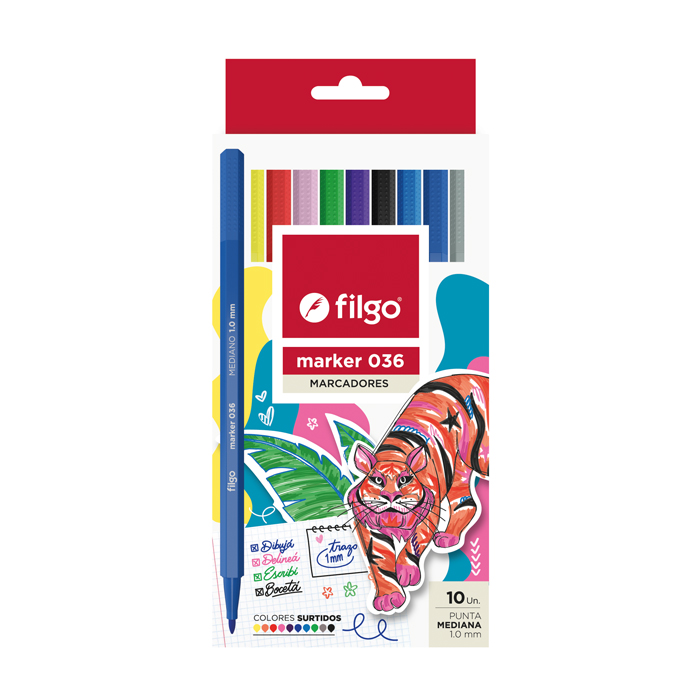 filgo®
marker 036
MARCADORES
filgo marker 036 MEDIANO 1.0 mm
Dibujá
Delineá
Escribí
Bocetá
trazo
1mm
COLORES SURTIDOS
10 Un.
PUNTA
MEDIANA
1.0 mm